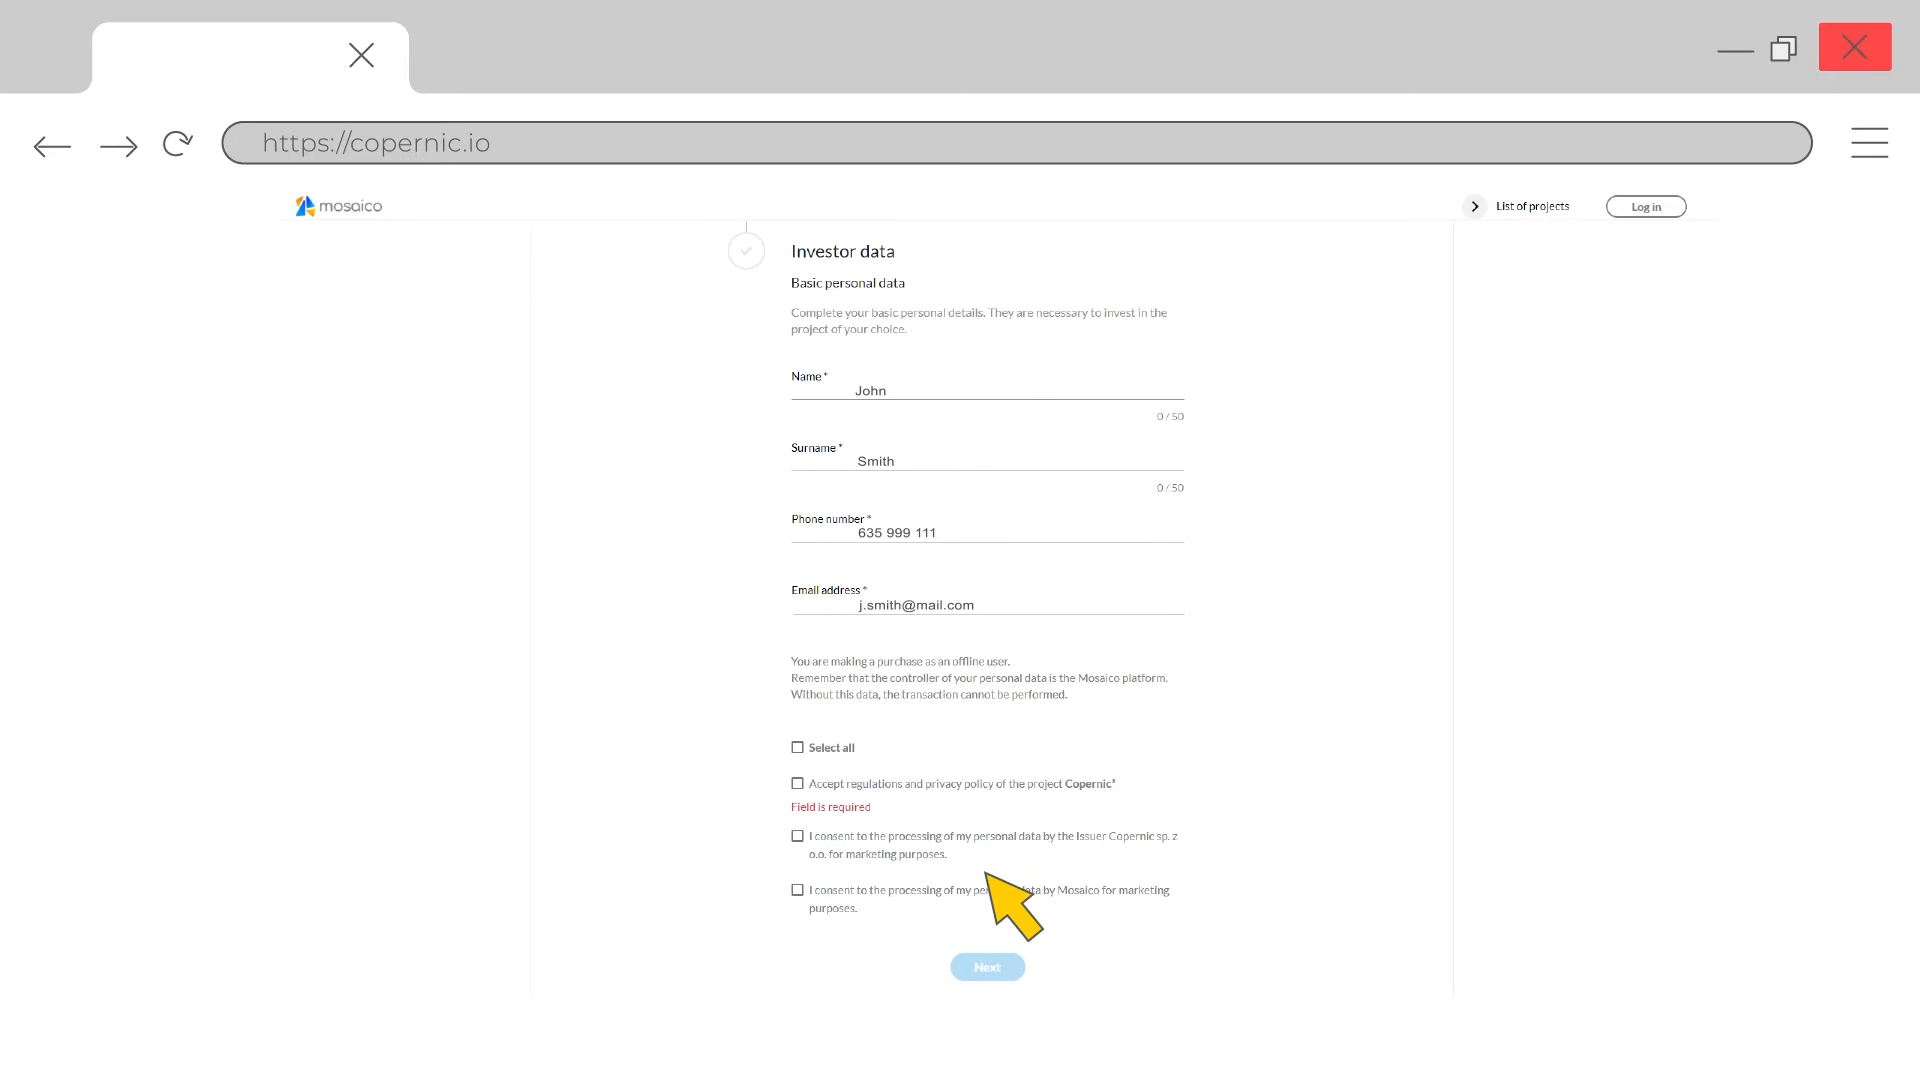 https://copernic.io
mosaico
List of projects
Log in
Investor data
Basic personal data
Complete your basic personal details. They are necessary to invest in the
project of your choice.
Name *
John
0 / 50
Surname *
Smith
0 / 50
Phone number *
635 999 111
Email address *
j.smith@mail.com
You are making a purchase as an offline user.
Remember that the controller of your personal data is the Mosaico platform.
Without this data, the transaction cannot be performed.
Select all
Accept regulations and privacy policy of the project Copernic³
Field is required
I consent to the processing of my personal data by the Issuer Copernic sp. z
o.o. for marketing purposes.
I consent to the processing of my by Mosaico for marketing
purposes.
Next